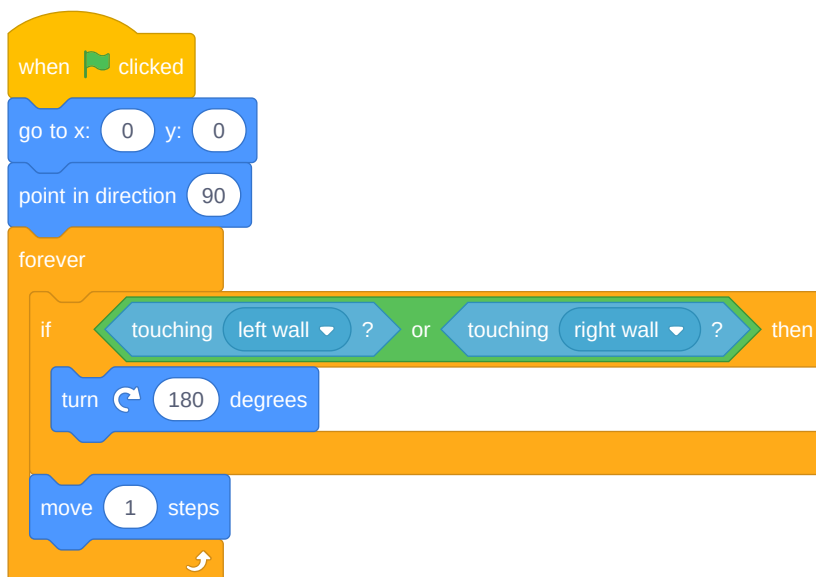 when clicked
go to x: 0 y: 0
point in direction 90
forever
if touching left wall ? or touching right wall ? then
turn 180 degrees
move 1 steps